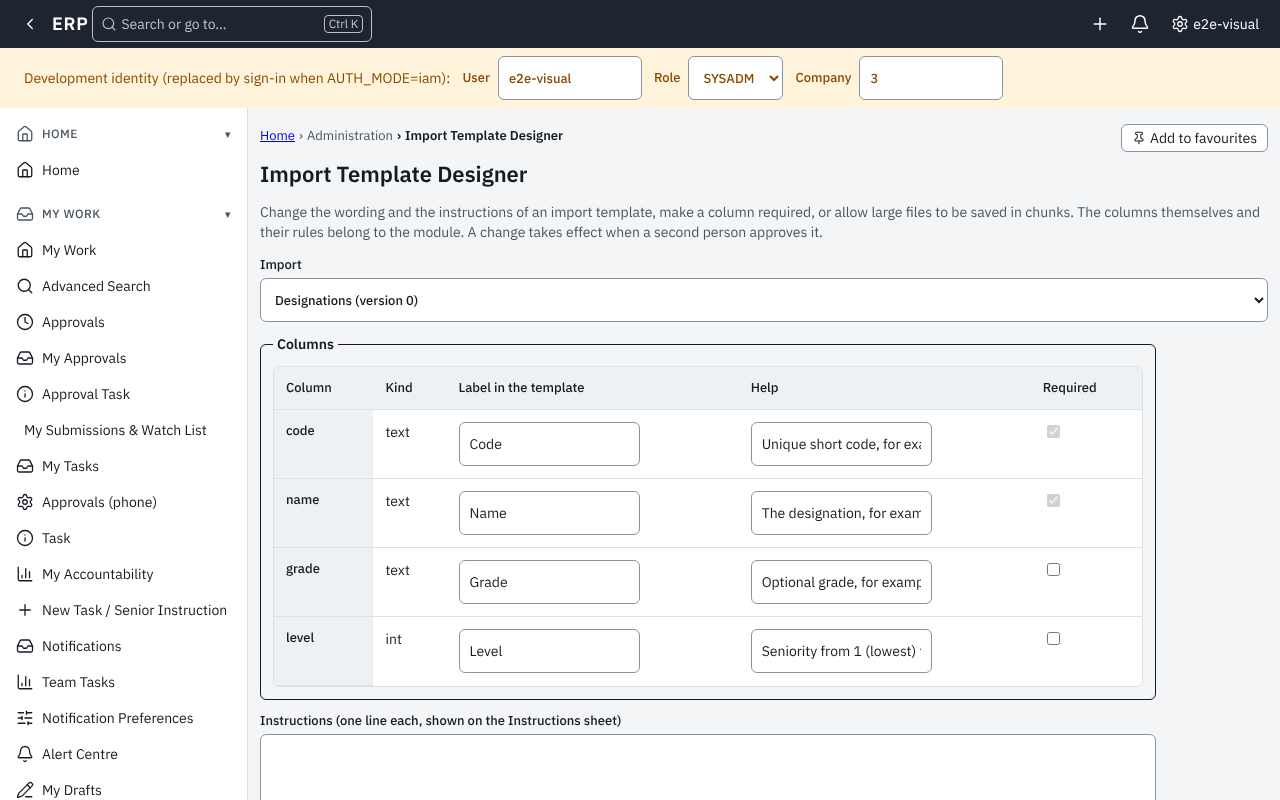 ERP
Search or go to…
Ctrl K
e2e-visual
Development identity (replaced by sign-in when AUTH_MODE=iam):
User
e2e-visual
Role
SYSADM
Company
3
HOME
Home
MY WORK
My Work
Advanced Search
Approvals
My Approvals
Approval Task
My Submissions & Watch List
My Tasks
Approvals (phone)
Task
My Accountability
New Task / Senior Instruction
Notifications
Team Tasks
Notification Preferences
Alert Centre
My Drafts
Home › Administration › Import Template Designer
Add to favourites
Import Template Designer
Change the wording and the instructions of an import template, make a column required, or allow large files to be saved in chunks. The columns themselves and
their rules belong to the module. A change takes effect when a second person approves it.
Import
Designations (version 0)
Columns
Column Kind Label in the template Help Required
code text Code Unique short code, for exa
name text Name The designation, for exam
grade text Grade Optional grade, for examp
level int Level Seniority from 1 (lowest)
Instructions (one line each, shown on the Instructions sheet)